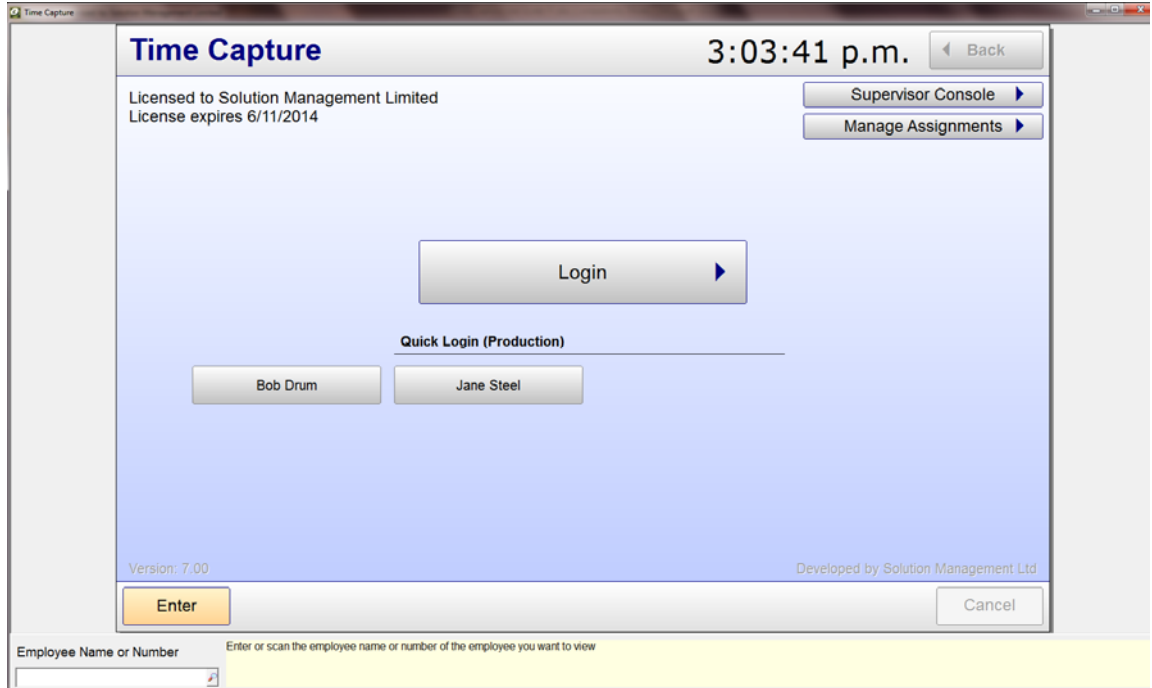 Time Capture
Time Capture
3:03:41 p.m.
Back
Licensed to Solution Management Limited
License expires 6/11/2014
Supervisor Console
Manage Assignments
Login
Quick Login (Production)
Bob Drum
Jane Steel
Version: 7.00
Developed by Solution Management Ltd
Enter
Cancel
Employee Name or Number
Enter or scan the employee name or number of the employee you want to view